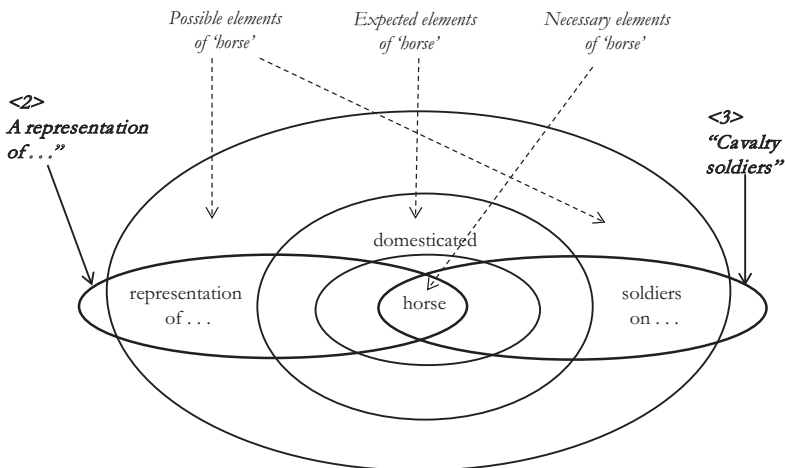 Possible elements
of ‘horse’
Expected elements
of ‘horse’
Necessary elements
of ‘horse’
<2>
A representation
of . . .”
<3>
“Cavalry
soldiers”
domesticated
representation
of . . .
horse
soldiers
on . . .